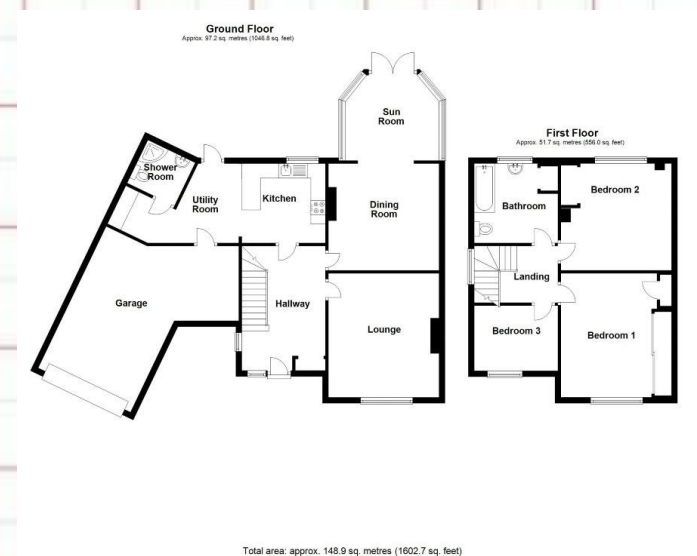 Ground Floor
Approx. 97.2 sq. metres (1046.8 sq. feet)
Sun
Room
First Floor
Approx. 51.7 sq. metres (556.0 sq. feet)
Shower
Room
Utility
Room
Kitchen
Dining
Room
Bathroom
Bedroom 2
Landing
Garage
Hallway
Lounge
Bedroom 3
Bedroom 1
Total area: approx. 148.9 sq. metres (1602.7 sq. feet)